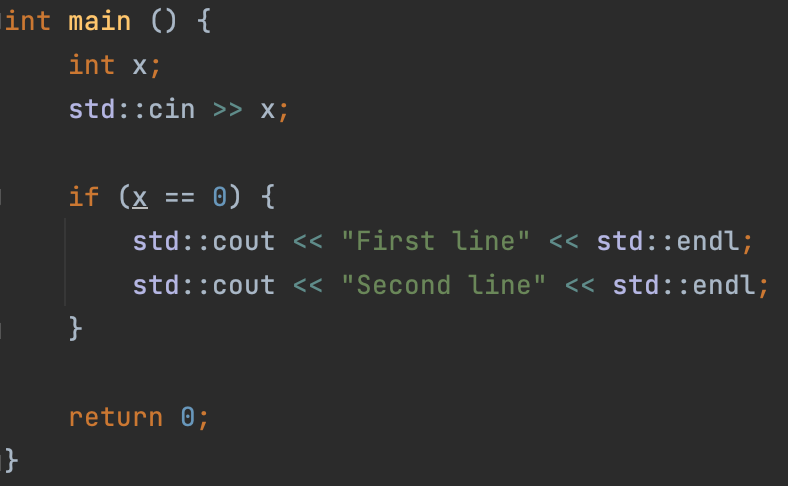 int main () {
    int x;
    std::cin >> x;

    if (x == 0) {
        std::cout << "First line" << std::endl;
        std::cout << "Second line" << std::endl;
    }

    return 0;
}